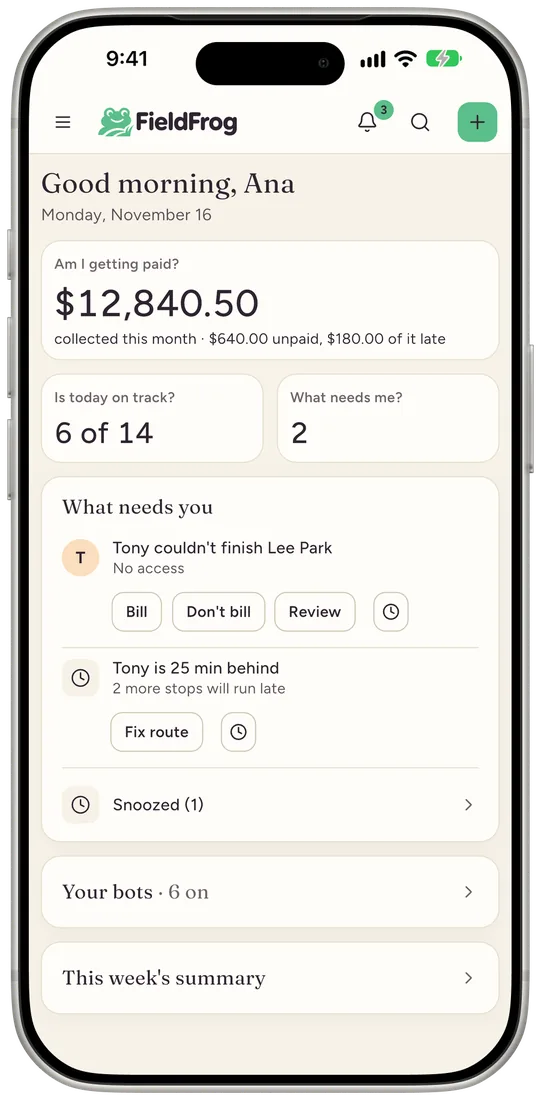 9:41
FieldFrog
3
Good morning, Ana
Monday, November 16
Am I getting paid?
$12,840.50
collected this month · $640.00 unpaid, $180.00 of it late
Is today on track?
6 of 14
What needs me?
2
What needs you
T
Tony couldn't finish Lee Park
No access
Bill
Don't bill
Review
Tony is 25 min behind
2 more stops will run late
Fix route
Snoozed (1)
Your bots · 6 on
This week's summary